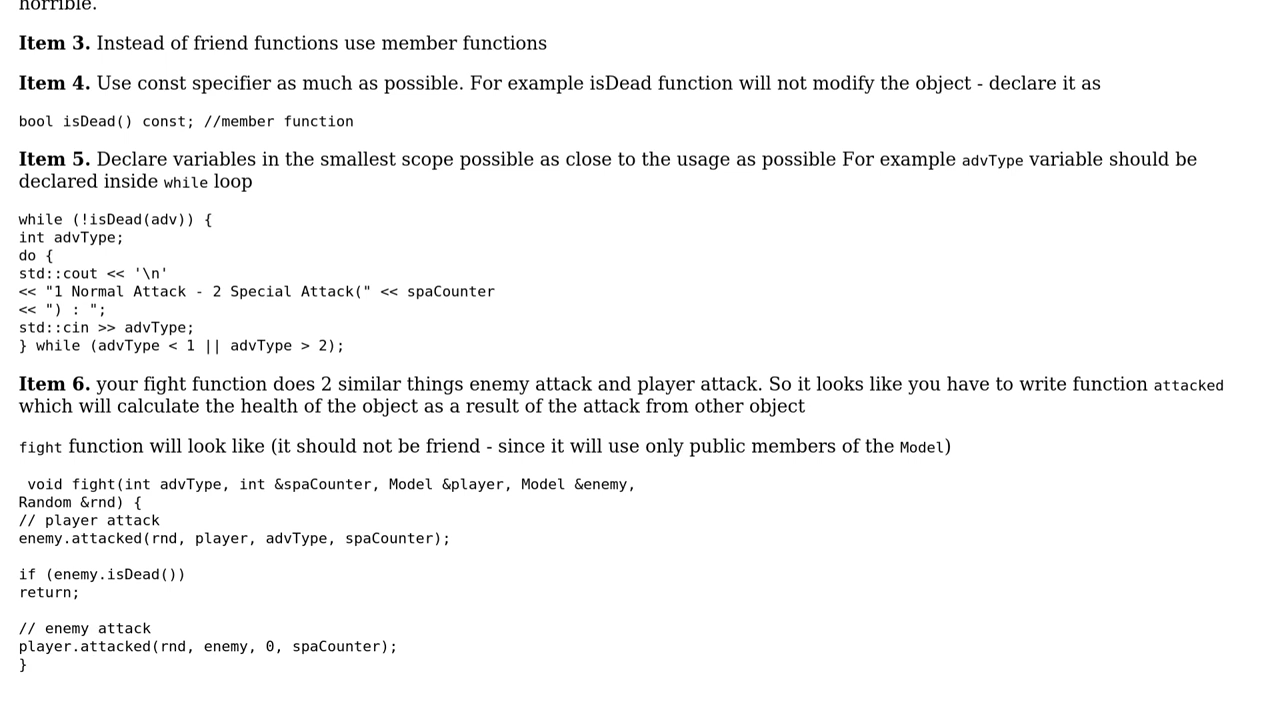 horrible.
Item 3. Instead of friend functions use member functions
Item 4. Use const specifier as much as possible. For example isDead function will not modify the object - declare it as
bool isDead() const; //member function
Item 5. Declare variables in the smallest scope possible as close to the usage as possible For example advType variable should be
declared inside while loop
while (!isDead(adv)) {
int advType;
do {
std::cout << '\n'
<< "1 Normal Attack - 2 Special Attack(" << spaCounter
<< ") : ";
std::cin >> advType;
} while (advType < 1 || advType > 2);
Item 6. your fight function does 2 similar things enemy attack and player attack. So it looks like you have to write function attacked
which will calculate the health of the object as a result of the attack from other object
fight function will look like (it should not be friend - since it will use only public members of the Model)
void fight(int advType, int &spaCounter, Model &player, Model &enemy,
Random &rnd) {
// player attack
enemy.attacked(rnd, player, advType, spaCounter);
if (enemy.isDead())
return;
// enemy attack
player.attacked(rnd, enemy, 0, spaCounter);
}